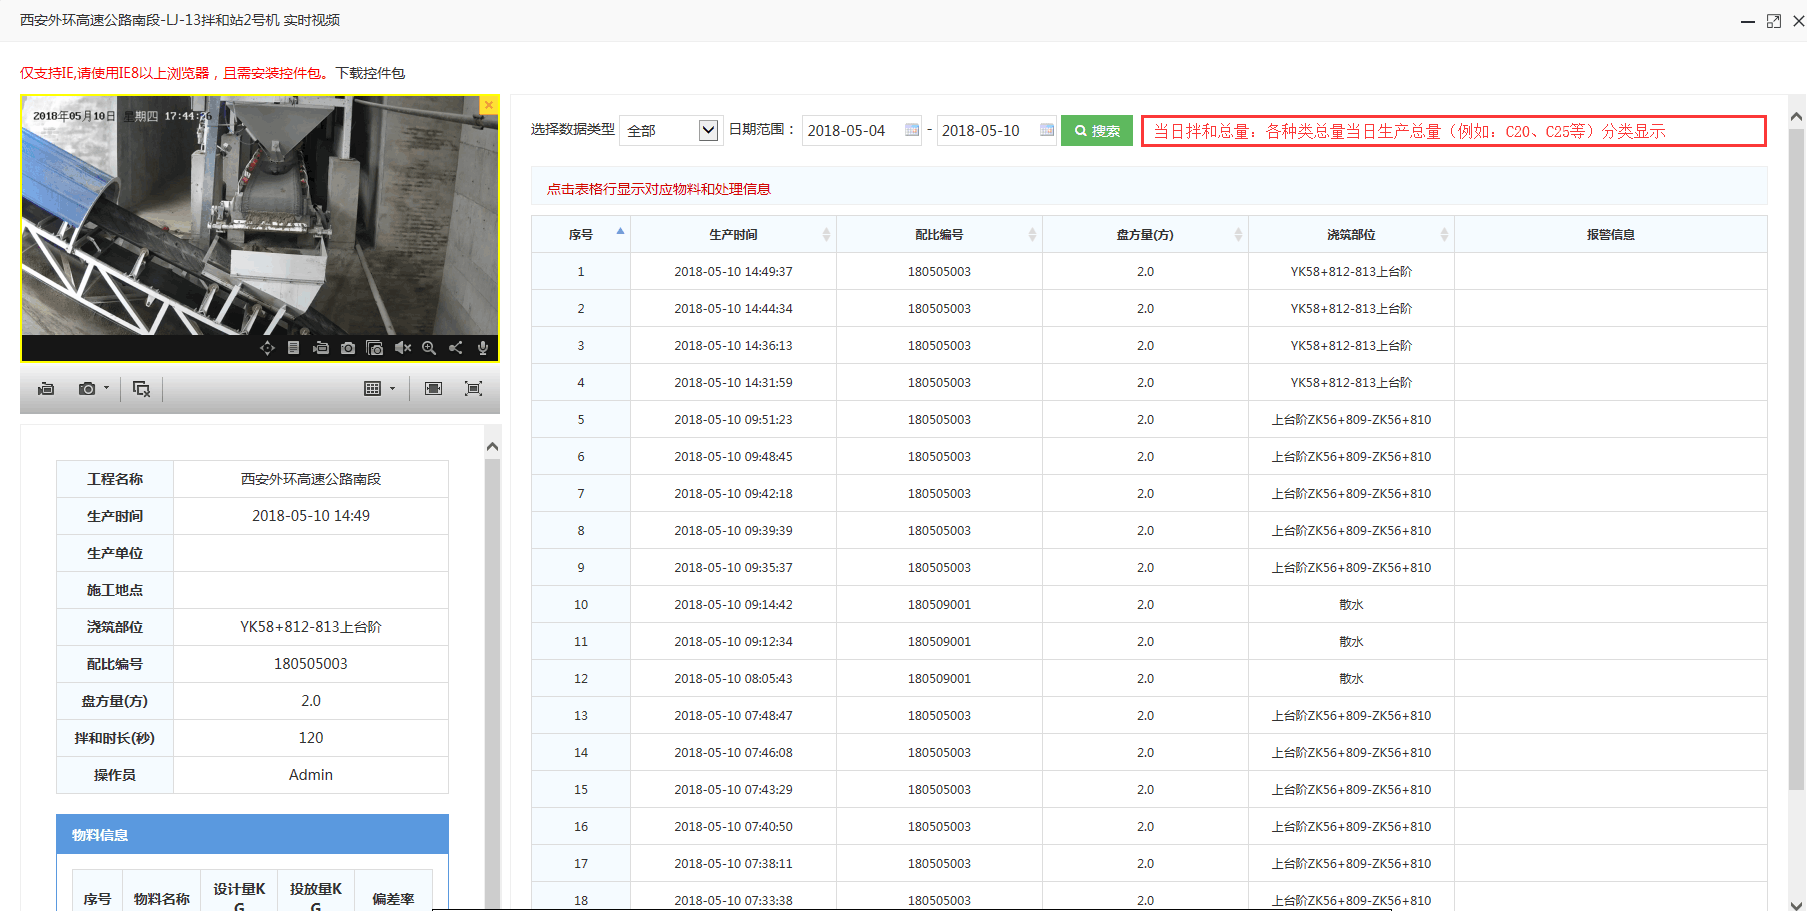 西安外环高速公路南段-LJ-13拌和站2号机 实时视频
仅支持IE,请使用IE8以上浏览器，且需安装控件包。下载控件包
2018年05月10日 星期四 17:44:26
选择数据类型 全部 日期范围： 2018-05-04 - 2018-05-10 搜索 当日拌和总量：各种类总量当日生产总量（例如：C20、C25等）分类显示
点击表格行显示对应物料和处理信息
序号 生产时间 配比编号 盘方量(方) 浇筑部位 报警信息
1 2018-05-10 14:49:37 180505003 2.0 YK58+812-813上台阶
2 2018-05-10 14:44:34 180505003 2.0 YK58+812-813上台阶
3 2018-05-10 14:36:13 180505003 2.0 YK58+812-813上台阶
4 2018-05-10 14:31:59 180505003 2.0 YK58+812-813上台阶
5 2018-05-10 09:51:23 180505003 2.0 上台阶ZK56+809-ZK56+810
6 2018-05-10 09:48:45 180505003 2.0 上台阶ZK56+809-ZK56+810
7 2018-05-10 09:42:18 180505003 2.0 上台阶ZK56+809-ZK56+810
8 2018-05-10 09:39:39 180505003 2.0 上台阶ZK56+809-ZK56+810
9 2018-05-10 09:35:37 180505003 2.0 上台阶ZK56+809-ZK56+810
10 2018-05-10 09:14:42 180509001 2.0 散水
11 2018-05-10 09:12:34 180509001 2.0 散水
12 2018-05-10 08:05:43 180509001 2.0 散水
13 2018-05-10 07:48:47 180505003 2.0 上台阶ZK56+809-ZK56+810
14 2018-05-10 07:46:08 180505003 2.0 上台阶ZK56+809-ZK56+810
15 2018-05-10 07:43:29 180505003 2.0 上台阶ZK56+809-ZK56+810
16 2018-05-10 07:40:50 180505003 2.0 上台阶ZK56+809-ZK56+810
17 2018-05-10 07:38:11 180505003 2.0 上台阶ZK56+809-ZK56+810
18 2018-05-10 07:33:38 180505003 2.0 上台阶ZK56+809-ZK56+810
工程名称 西安外环高速公路南段
生产时间 2018-05-10 14:49
生产单位
施工地点
浇筑部位 YK58+812-813上台阶
配比编号 180505003
盘方量(方) 2.0
拌和时长(秒) 120
操作员 Admin
物料信息
序号 物料名称 设计量KG 投放量KG 偏差率